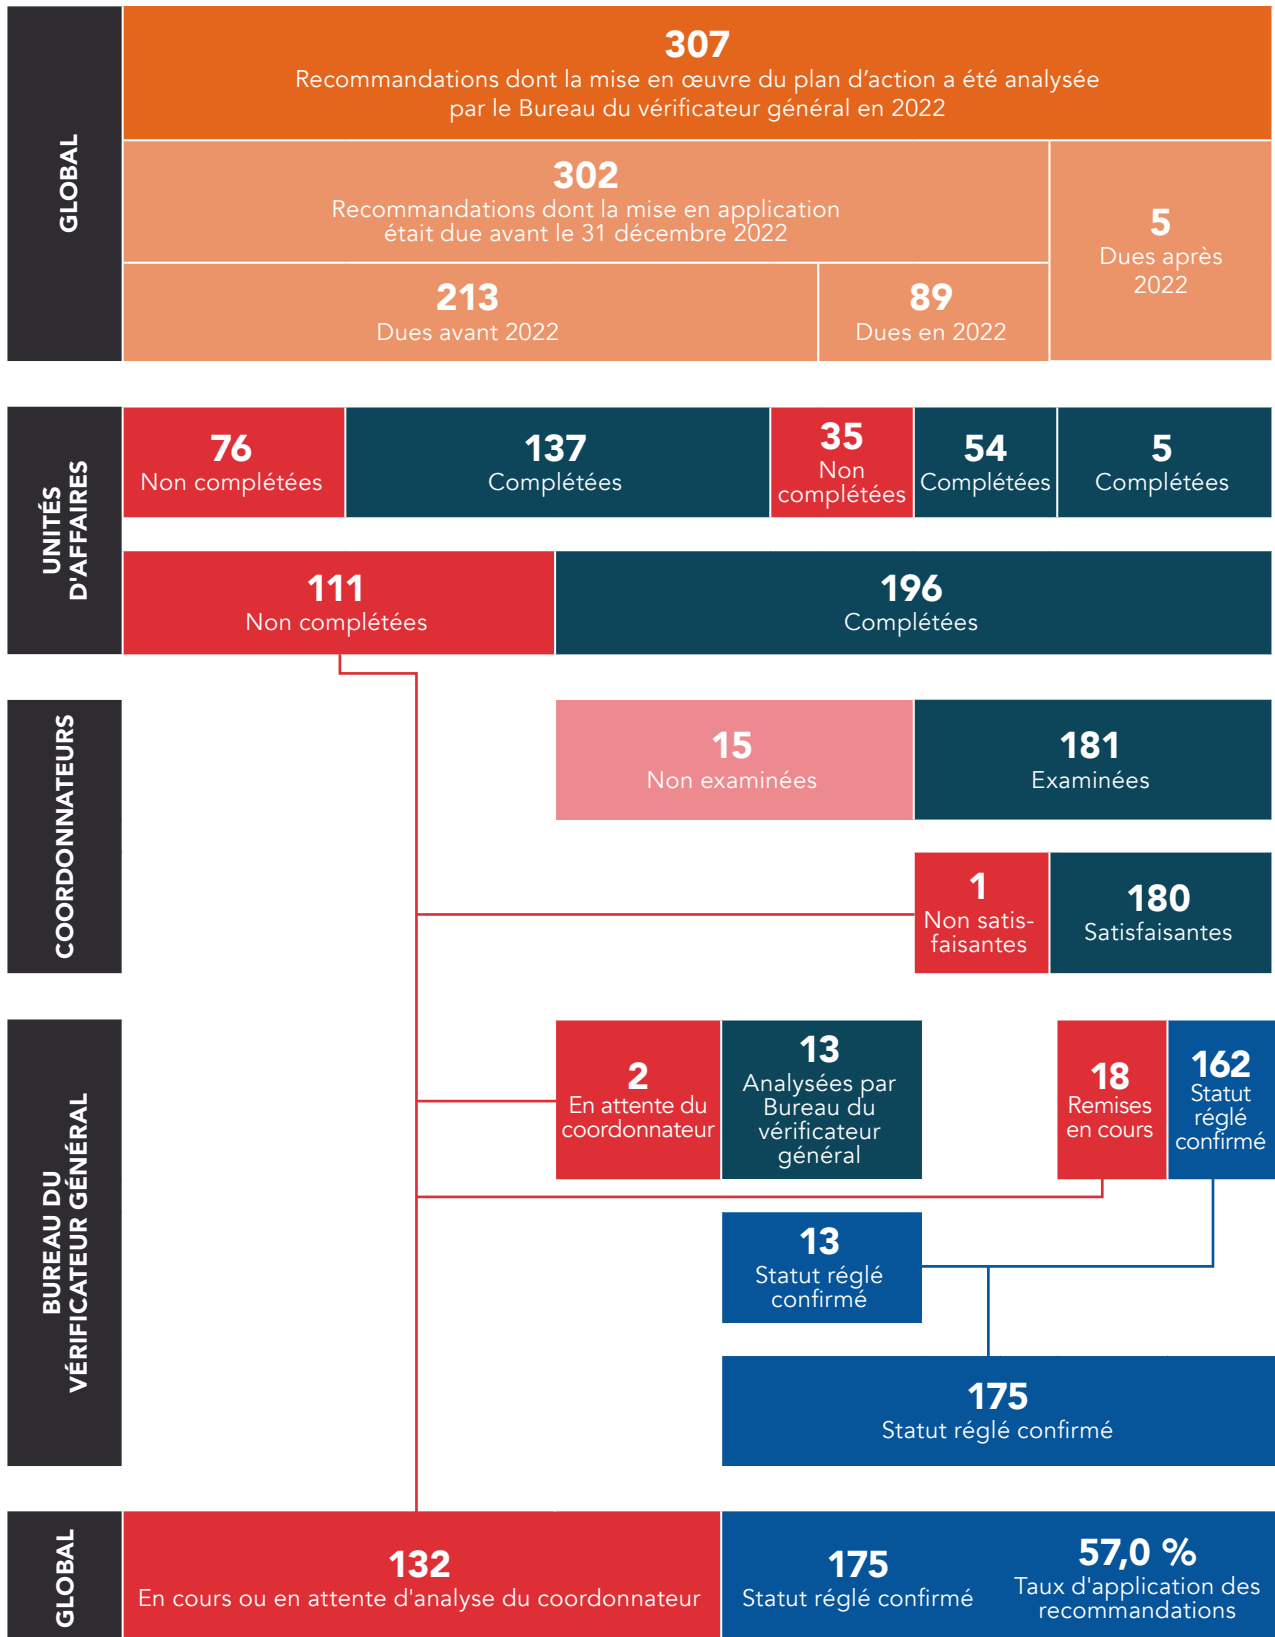 GLOBAL
307
Recommandations dont la mise en œuvre du plan d’action a été analysée
par le Bureau du vérificateur général en 2022
302
Recommandations dont la mise en application
était due avant le 31 décembre 2022
5
Dues après
2022
213
Dues avant 2022
89
Dues en 2022
UNITÉS
D'AFFAIRES
76
Non complétées
137
Complétées
35
Non
complétées
54
Complétées
5
Complétées
111
Non complétées
196
Complétées
COORDONNATEURS
15
Non examinées
181
Examinées
1
Non satis-
faisantes
180
Satisfaisantes
BUREAU DU
VÉRIFICATEUR GÉNÉRAL
2
En attente du
coordonnateur
13
Analysées par
Bureau du
vérificateur
général
18
Remises
en cours
162
Statut
réglé
confirmé
13
Statut réglé
confirmé
175
Statut réglé confirmé
GLOBAL
132
En cours ou en attente d'analyse du coordonnateur
175
Statut réglé confirmé
57,0 %
Taux d'application des
recommandations